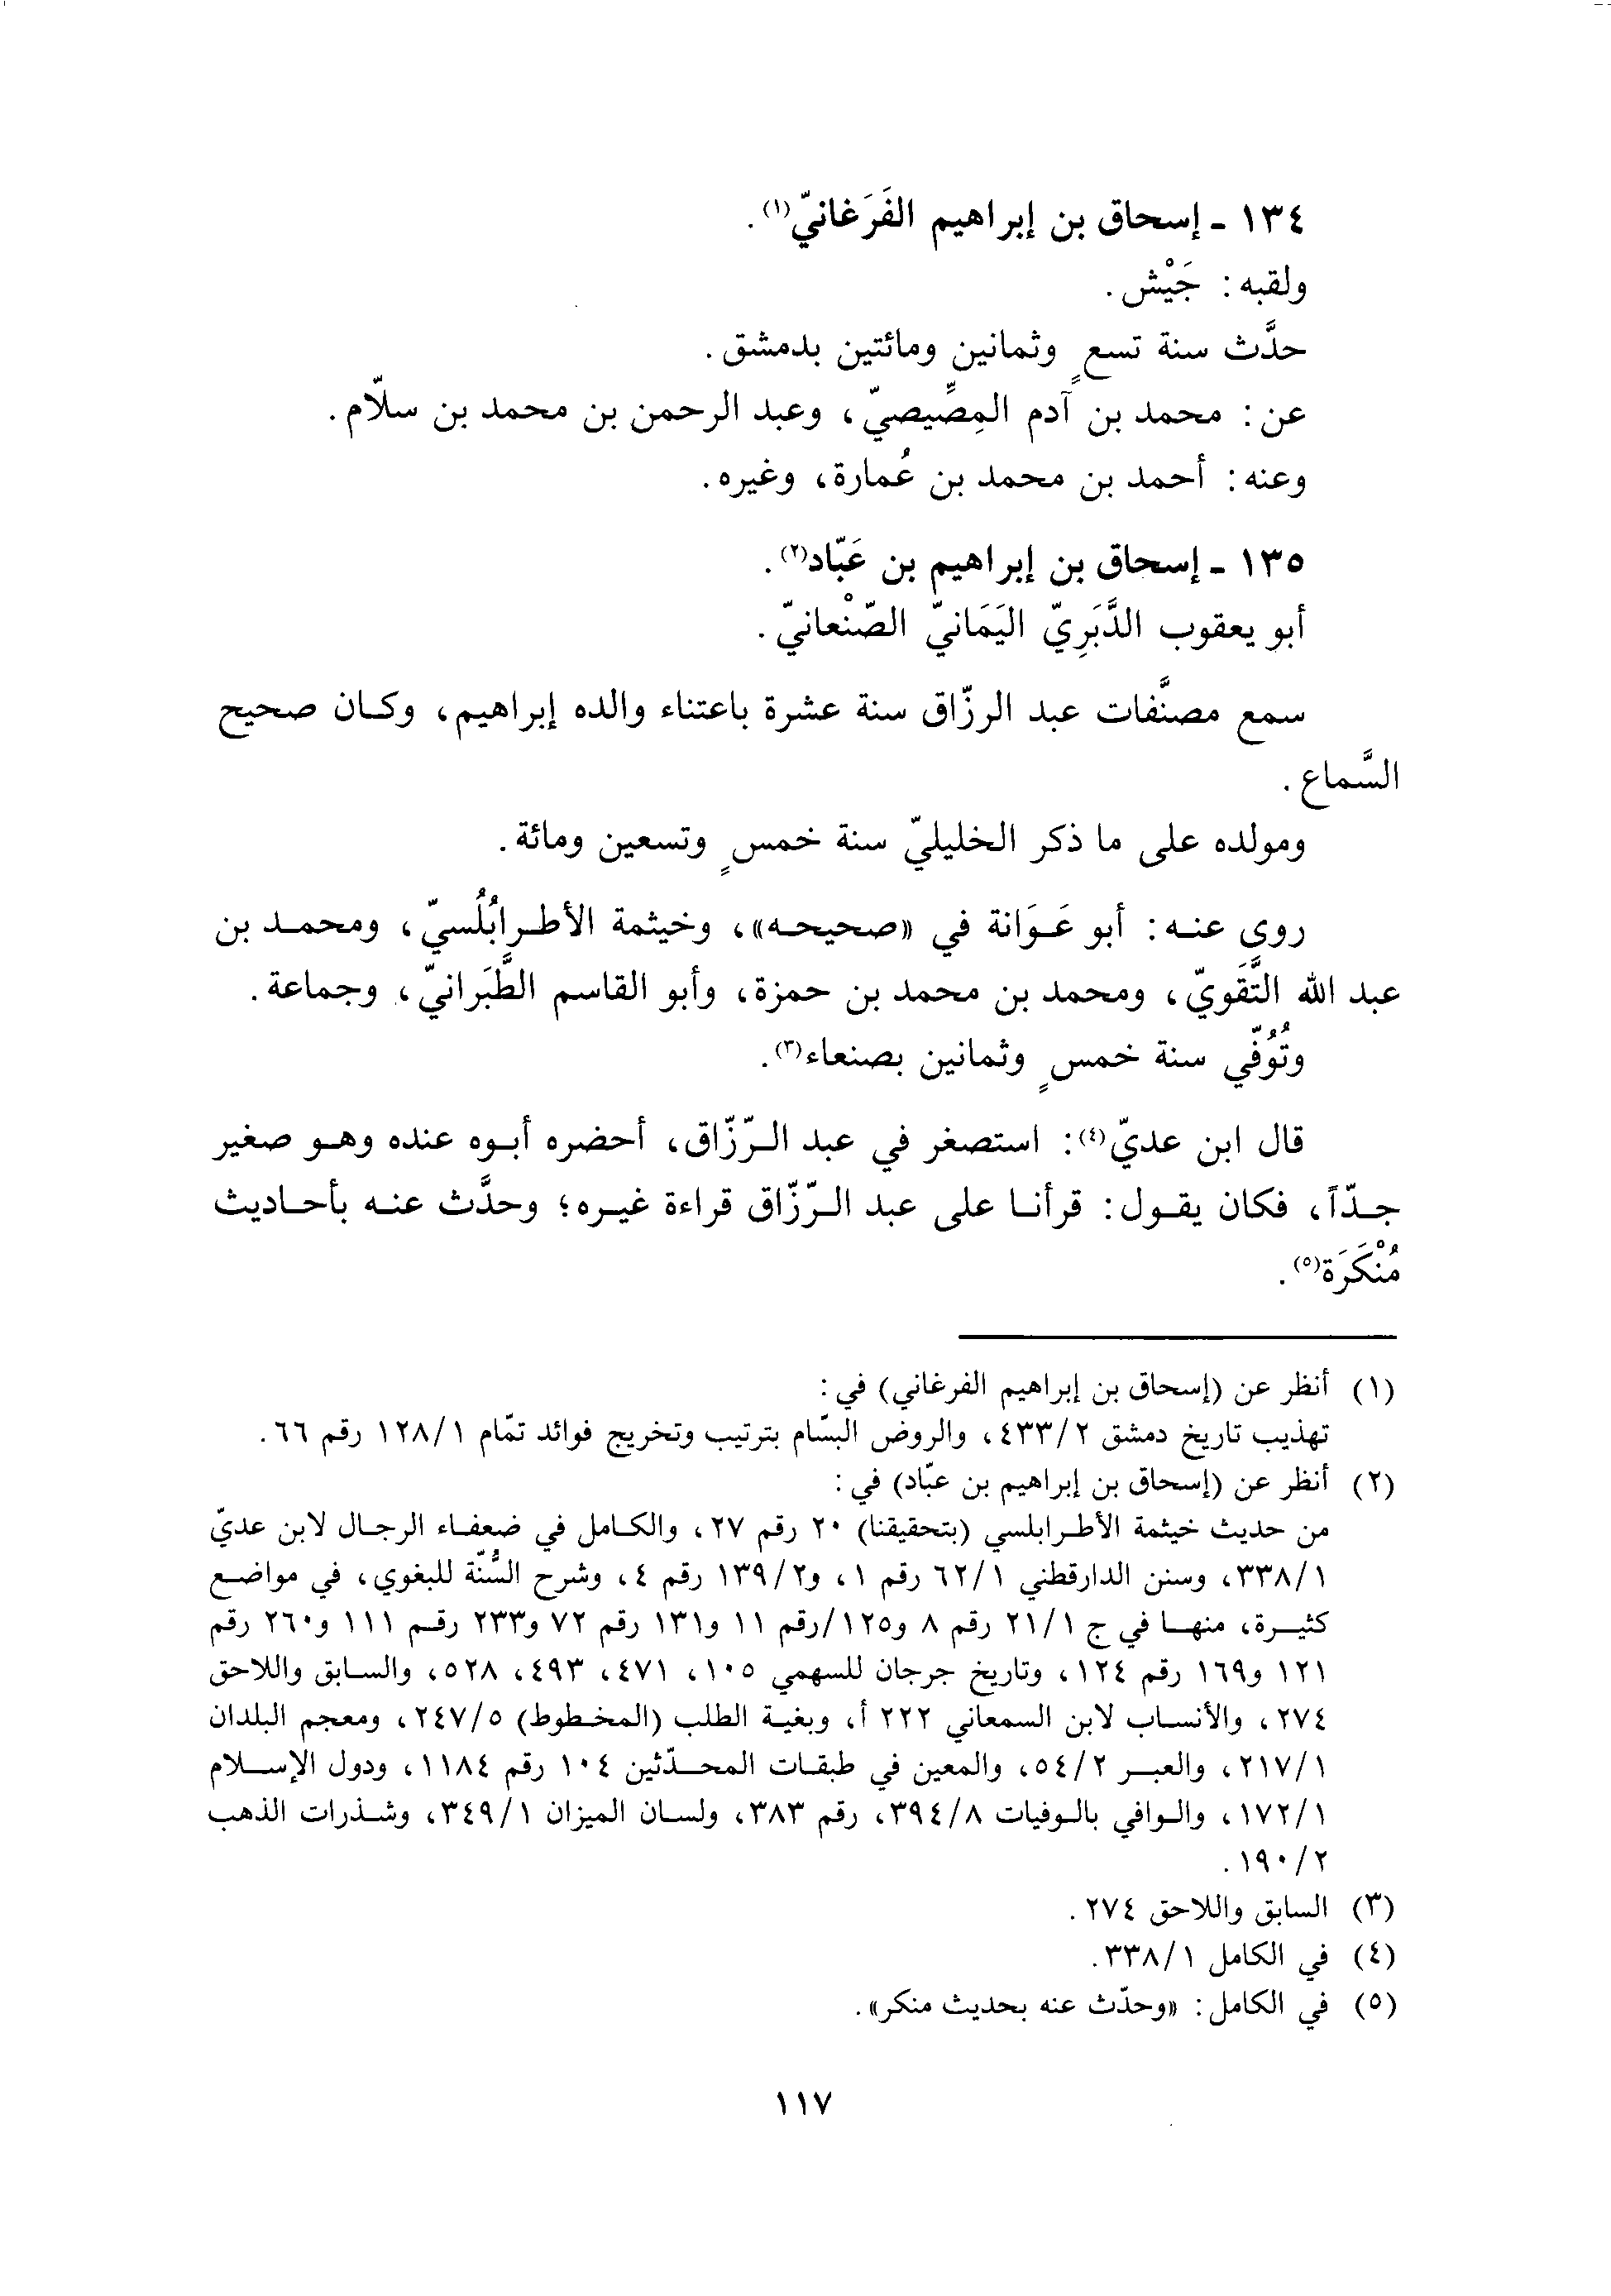 ١٣٤ - إسحاق بن إبراهيم الفَرَغانيّ(١).
ولقبه: جَيْش.
حدَّث سنة تسعٍ وثمانين ومائتين بدمشق.
عن: محمد بن آدم المِصِّيصيّ، وعبد الرحمن بن محمد بن سلّام.
وعنه: أحمد بن محمد بن عُمارة، وغيره.
١٣٥ - إسحاق بن إبراهيم بن عَبّاد(٢).
أبو يعقوب الدَّبَرِيّ اليَمَانيّ الصّنْعانيّ.
سمع مصنَّفات عبد الرزّاق سنة عشرة باعتناء والده إبراهيم، وكان صحيح
السَّماع.
ومولده على ما ذكر الخليليّ سنة خمسٍ وتسعين ومائة.
روى عنه: أبو عَوَانة في «صحيحه»، وخيثمة الأطرابُلُسيّ، ومحمد بن
عبد الله التَّقَويّ، ومحمد بن محمد بن حمزة، وأبو القاسم الطَّبَرانيّ، وجماعة.
وتُوُفّي سنة خمسٍ وثمانين بصنعاء(٣).
قال ابن عديّ(٤): استصغر في عبد الرّزّاق، أحضره أبوه عنده وهو صغير
جدّاً، فكان يقول: قرأنا على عبد الرّزّاق قراءة غيره؛ وحدَّث عنه بأحاديث
مُنْكَرَة(٥).
(١) أنظر عن (إسحاق بن إبراهيم الفرغاني) في:
تهذيب تاريخ دمشق ٤٣٣/٢، والروض البسّام بترتيب وتخريج فوائد تمّام ١٢٨/١ رقم ٦٦.
(٢) أنظر عن (إسحاق بن إبراهيم بن عبّاد) في:
من حديث خيثمة الأطرابلسي (بتحقيقنا) ٢٠ رقم ٢٧، والكامل في ضعفاء الرجال لابن عديّ
٣٣٨/١، وسنن الدارقطني ٦٢/١ رقم ١، و١٣٩/٢ رقم ٤، وشرح السُّنّة للبغوي، في مواضع
كثيرة، منها في ج ٢١/١ رقم ٨ و١٢٥/رقم ١١ و١٣١ رقم ٧٢ و٢٣٣ رقم ١١١ و٢٦٠ رقم
١٢١ و١٦٩ رقم ١٢٤، وتاريخ جرجان للسهمي ١٠٥، ٤٧١، ٤٩٣، ٥٢٨، والسابق واللاحق
٢٧٤، والأنساب لابن السمعاني ٢٢٢ أ، وبغية الطلب (المخطوط) ٢٤٧/٥، ومعجم البلدان
٢١٧/١، والعبر ٥٤/٢، والمعين في طبقات المحدّثين ١٠٤ رقم ١١٨٤، ودول الإسلام
١٧٢/١، والوافي بالوفيات ٣٩٤/٨، رقم ٣٨٣، ولسان الميزان ٣٤٩/١، وشذرات الذهب
١٩٠/٢.
(٣) السابق واللاحق ٢٧٤.
(٤) في الكامل ٣٣٨/١.
(٥) في الكامل: «وحدّث عنه بحديث منكر».
١١٧